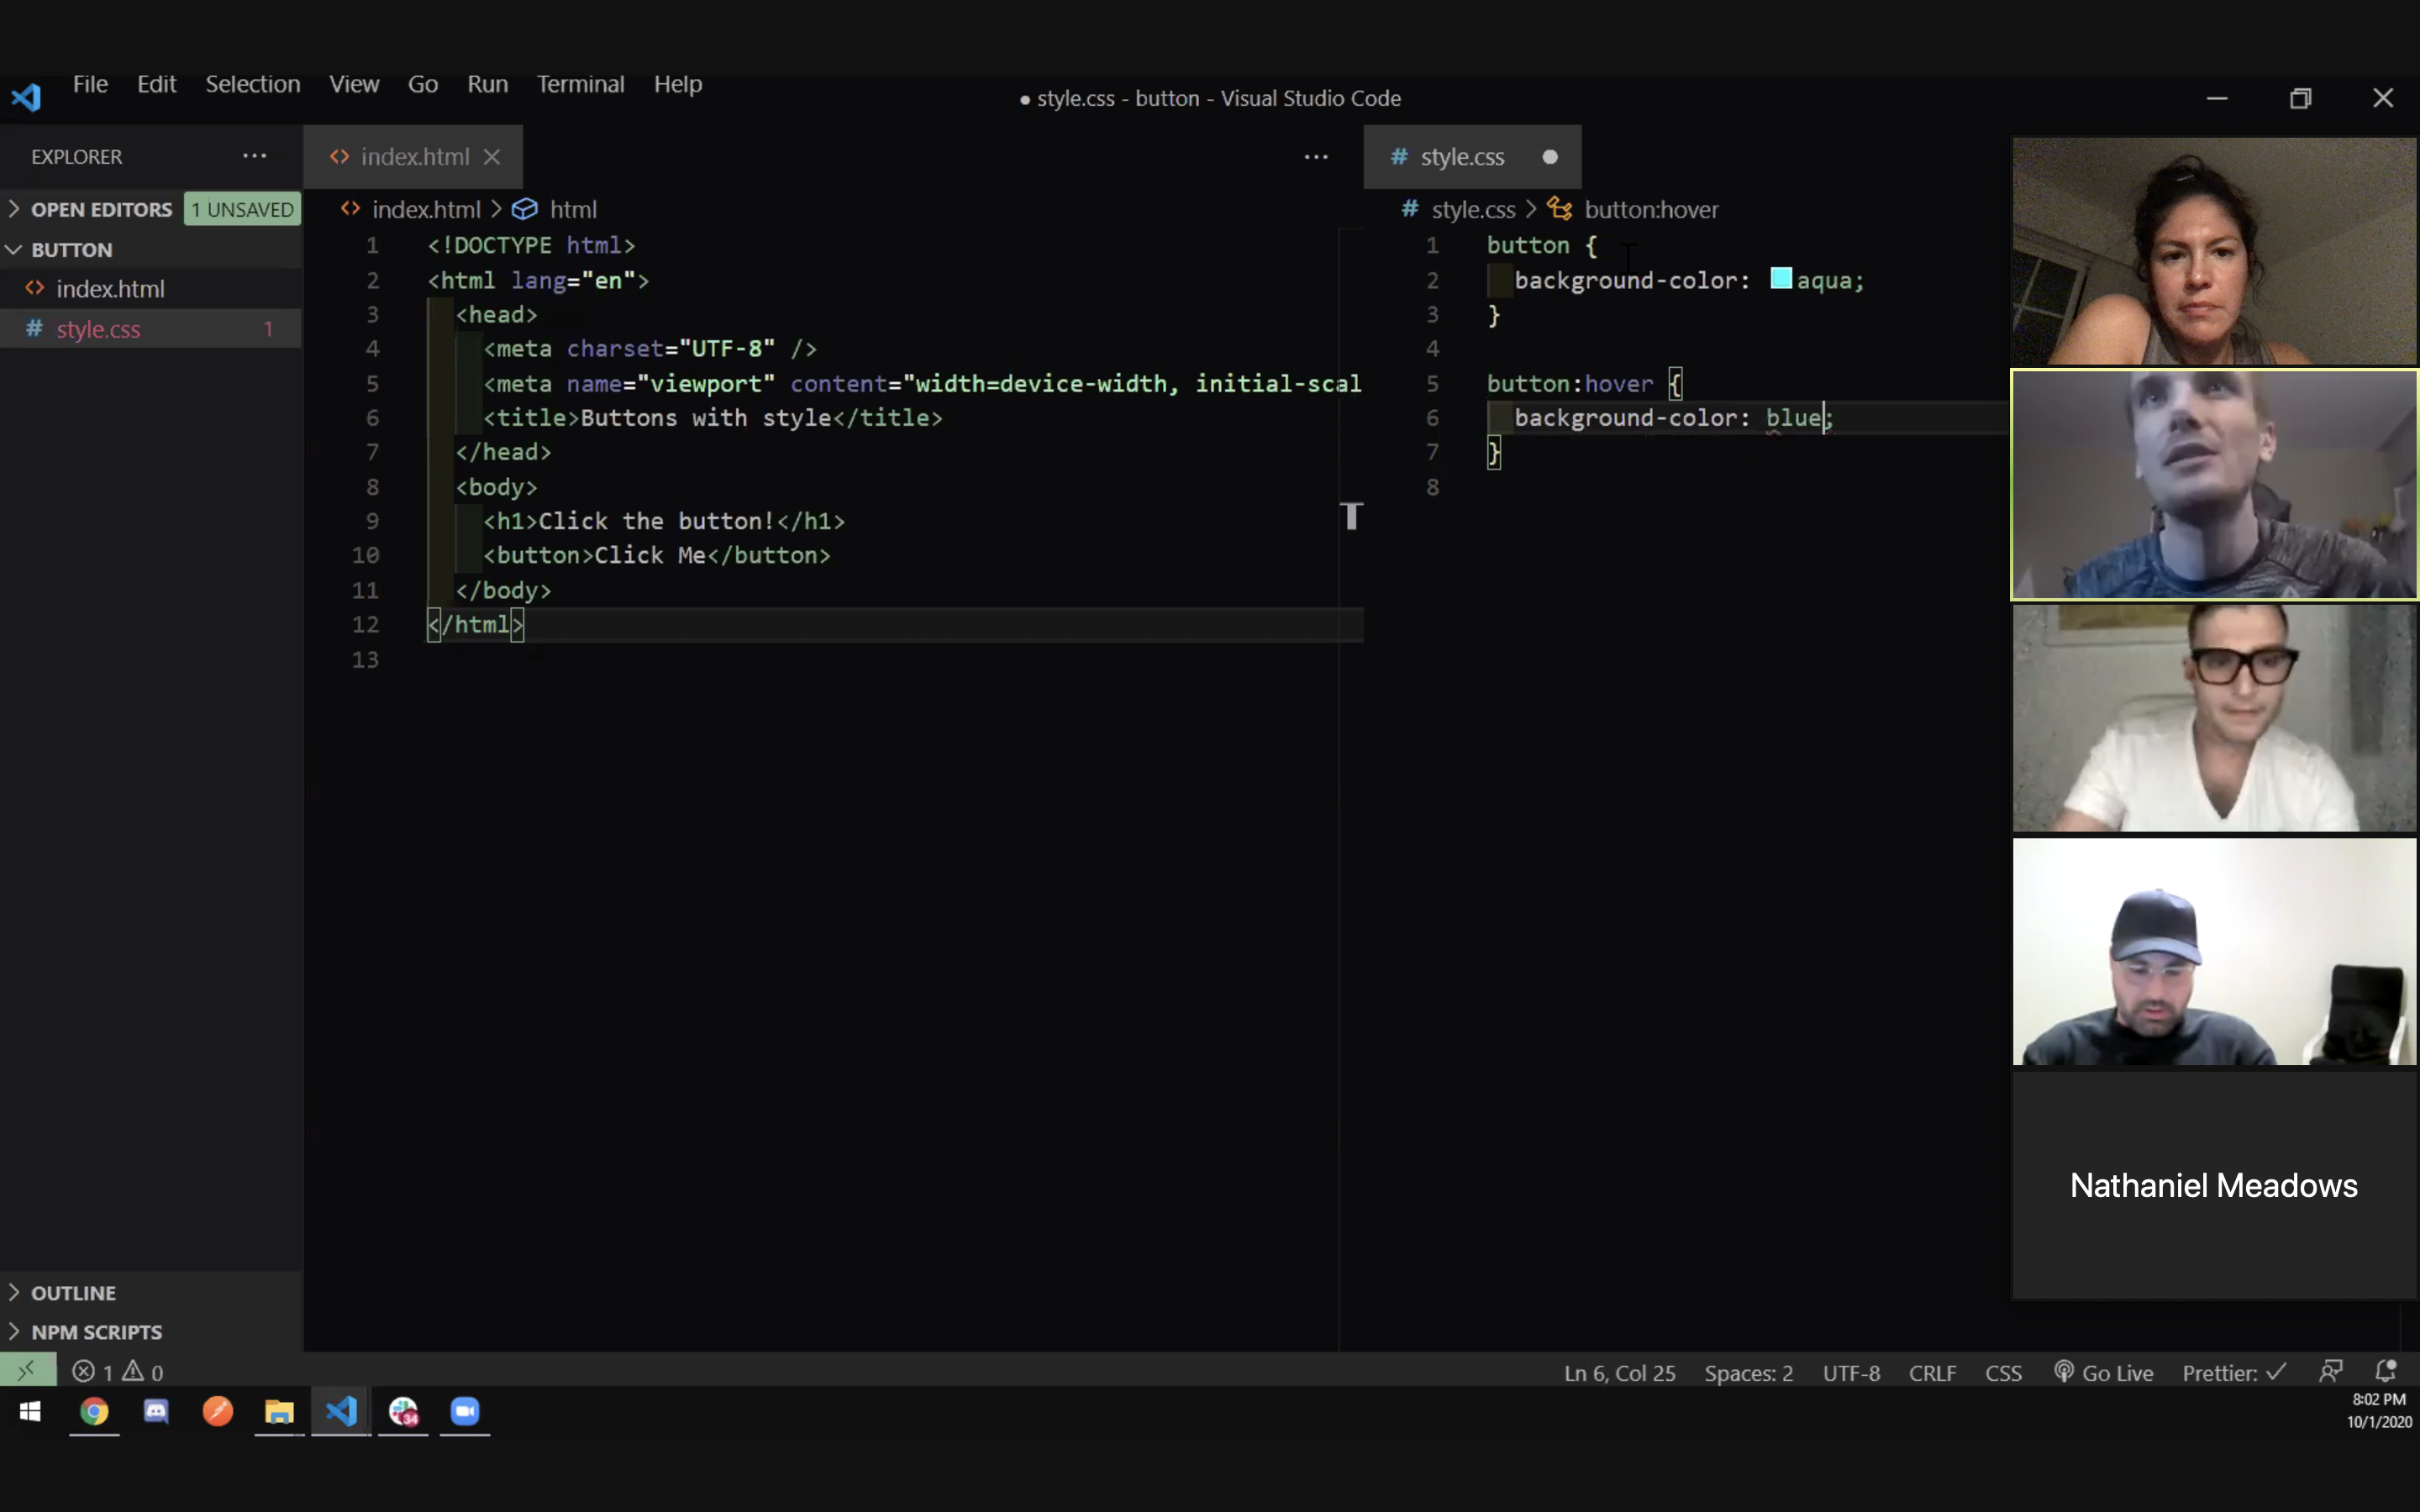 File Edit Selection View Go Run Terminal Help
● style.css - button - Visual Studio Code
EXPLORER ···
OPEN EDITORS 1 UNSAVED
BUTTON
index.html
# style.css 1
OUTLINE
NPM SCRIPTS
<> index.html
···
<> index.html > html
1 <!DOCTYPE html>
2 <html lang="en">
3 <head>
4 <meta charset="UTF-8" />
5 <meta name="viewport" content="width=device-width, initial-scal
6 <title>Buttons with style</title>
7 </head>
8 <body>
9 <h1>Click the button!</h1>
10 <button>Click Me</button>
11 </body>
12 </html>
13
T
# style.css ●
# style.css > button:hover
1 button {
2 background-color: aqua;
3 }
4
5 button:hover {
6 background-color: blue;
7 }
8
Nathaniel Meadows
1 0
Ln 6, Col 25 Spaces: 2 UTF-8 CRLF CSS Go Live Prettier: ✓
34
8:02 PM
10/1/2020